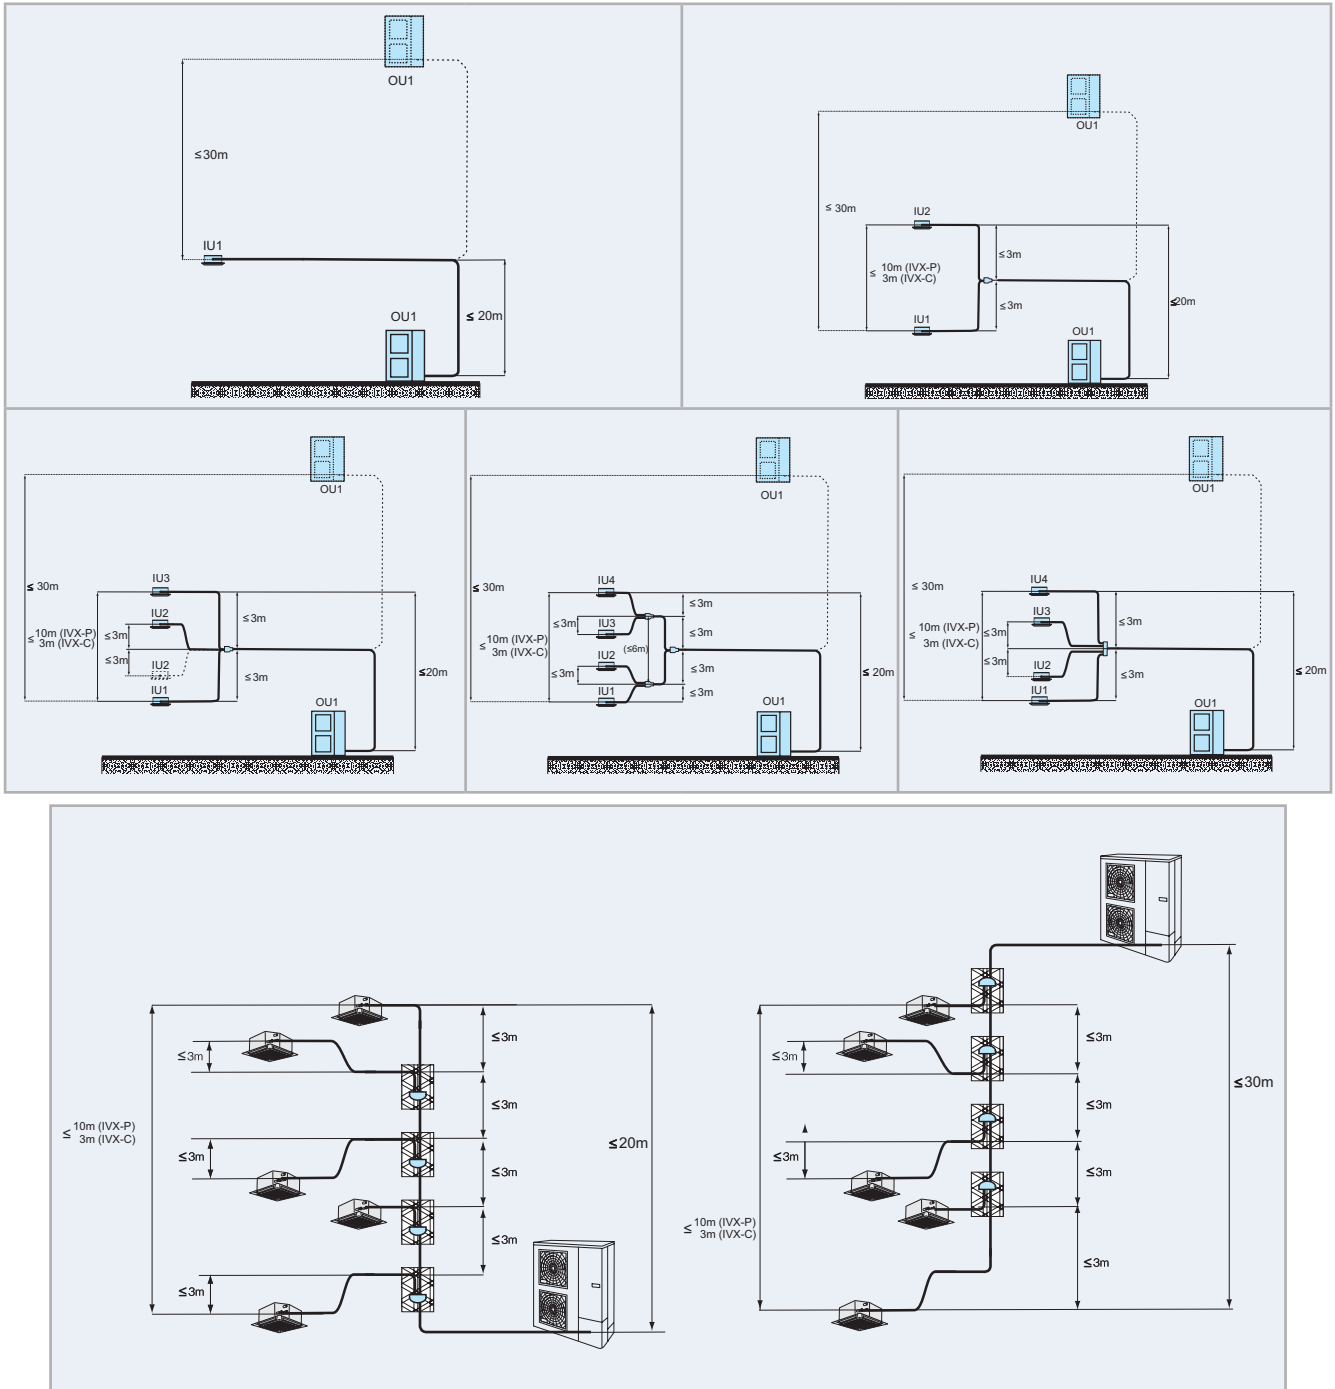 OU1
≤30m
IU1
OU1
≤ 20m
OU1
≤ 30m
IU2
≤3m
≤ 10m (IVX-P)
3m (IVX-C)
≤3m
≤20m
IU1
OU1
OU1
≤ 30m
IU3
≤3m
IU2
≤ 10m (IVX-P)
3m (IVX-C)
≤3m
≤3m
IU2
≤3m
≤20m
IU1
OU1
OU1
≤ 30m
IU4
≤3m
≤3m
IU3
≤3m
≤ 10m (IVX-P)
3m (IVX-C)
(≤6m)
IU2
≤3m
≤3m
≤ 20m
IU1
≤3m
OU1
OU1
≤ 30m
IU4
IU3
≤3m
≤ 10m (IVX-P)
3m (IVX-C)
≤3m
≤3m
IU2
≤3m
≤ 20m
IU1
OU1
≤3m
≤3m
≤3m
≤ 10m (IVX-P)
3m (IVX-C)
≤20m
≤3m
≤3m
≤3m
≤3m
≤3m
≤3m
≤30m
≤3m
≤3m
≤3m
≤ 10m (IVX-P)
3m (IVX-C)
≤3m
≤3m